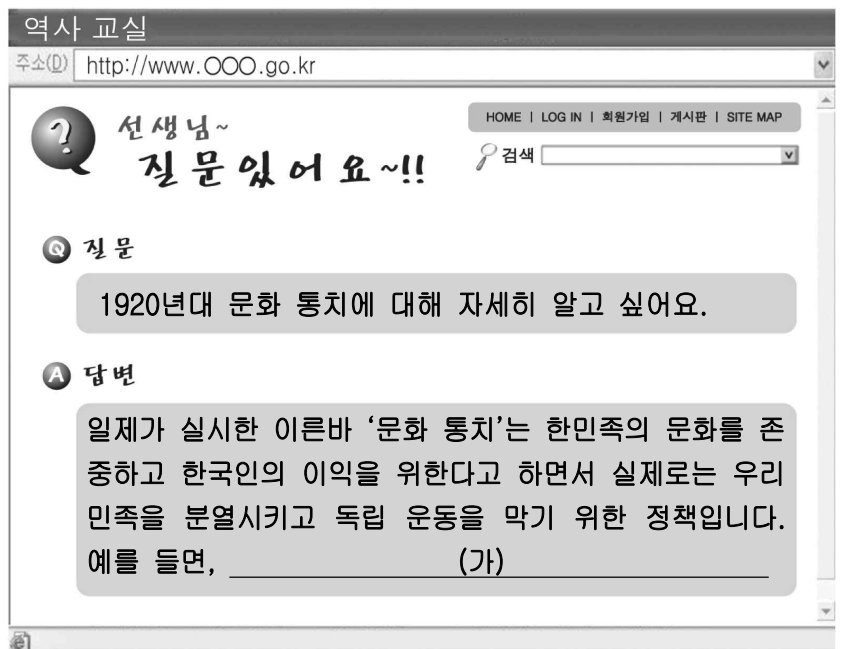 역사 교실
주소(D) http://www.OOO.go.kr
HOME | LOG IN | 회원가입 | 게시판 | SITE MAP
?
선생님~
질문있어요~!!
검색
Q 질문
1920년대 문화 통치에 대해 자세히 알고 싶어요.
A 답변
일제가 실시한 이른바 ‘문화 통치’는 한민족의 문화를 존
중하고 한국인의 이익을 위한다고 하면서 실제로는 우리
민족을 분열시키고 독립 운동을 막기 위한 정책입니다.
예를 들면, (가)